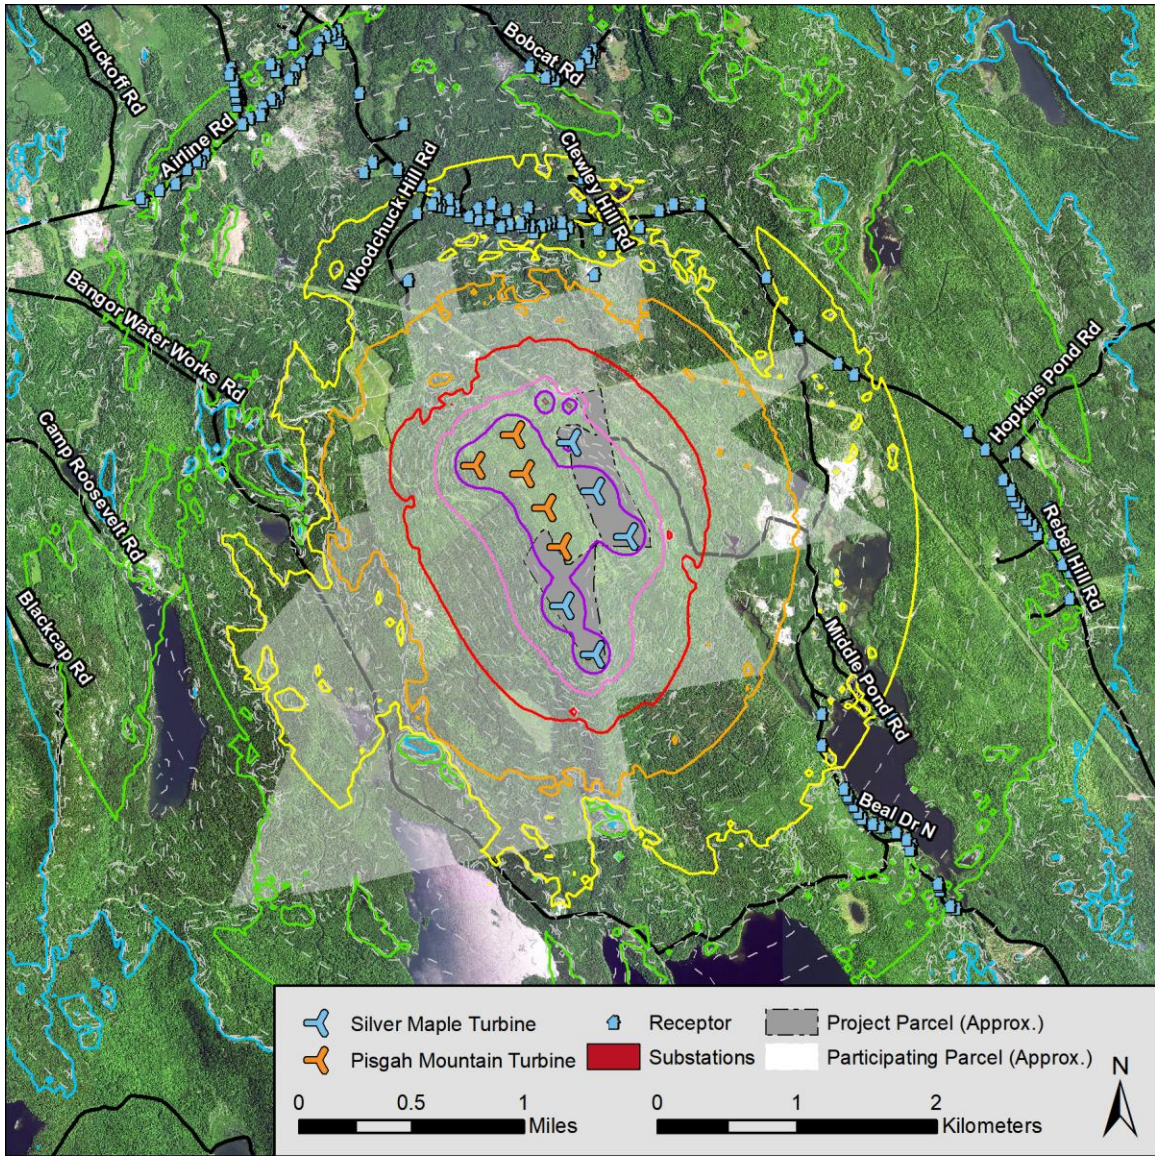 Bruckoff Rd
Bobcat Rd
Airline Rd
Clewley Hill Rd
Woodchuck Hill Rd
Bangor Water Works Rd
Hopkins Pond Rd
Camp Roosevelt Rd
Rebel Hill Rd
Blackcap Rd
Middle Pond Rd
Beal Dr N
Silver Maple Turbine
Receptor
Project Parcel (Approx.)
Pisgah Mountain Turbine
Substations
Participating Parcel (Approx.)
N
0 0.5 1
Miles
0 1 2
Kilometers